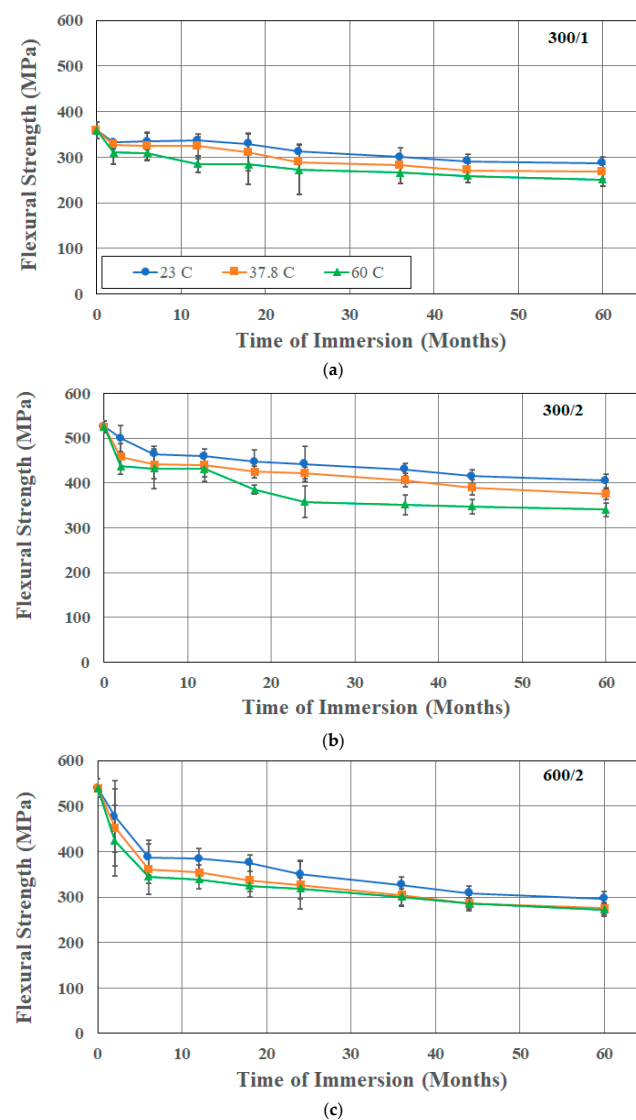 600
300/1
500
400
300
200
100
0
Flexural Strength (MPa)
23 C 37.8 C 60 C
0 10 20 30 40 50 60
Time of Immersion (Months)
(a)
600
300/2
500
400
300
200
100
0
Flexural Strength (MPa)
0 10 20 30 40 50 60
Time of Immersion (Months)
(b)
600
600/2
500
400
300
200
100
0
Flexural Strength (MPa)
0 10 20 30 40 50 60
Time of Immersion (Months)
(c)